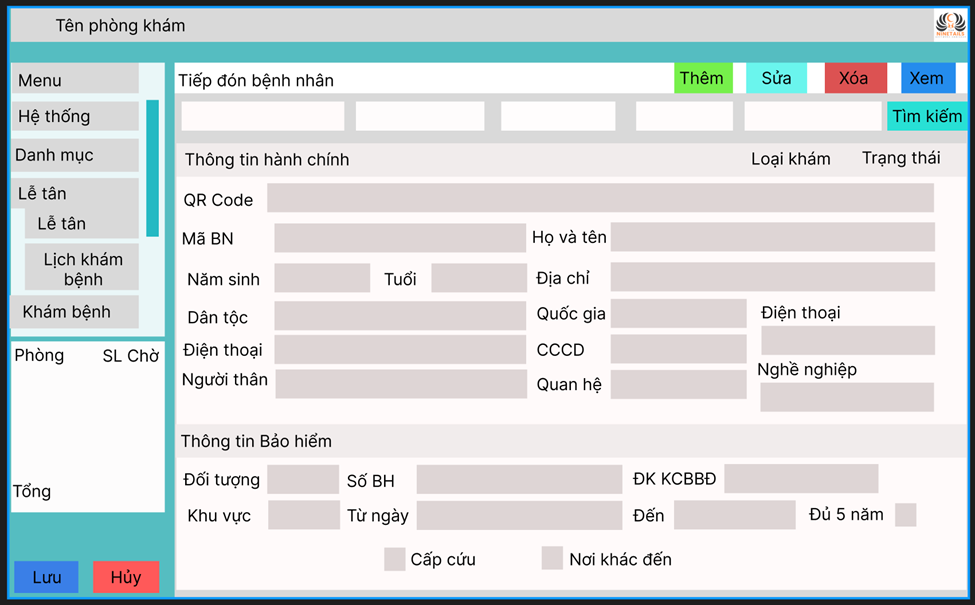 Tên phòng khám
NINETAILS
Menu
Hệ thống
Danh mục
Lễ tân
Lễ tân
Lịch khám
bệnh
Khám bệnh
Phòng SL Chờ
Tổng
Lưu Hủy
Tiếp đón bệnh nhân Thêm Sửa Xóa Xem
Tìm kiếm
Thông tin hành chính Loại khám Trạng thái
QR Code
Mã BN Họ và tên
Năm sinh Tuổi Địa chỉ
Dân tộc Quốc gia Điện thoại
Điện thoại CCCD
Người thân Quan hệ Nghề nghiệp
Thông tin Bảo hiểm
Đối tượng Số BH ĐK KCBBĐ
Khu vực Từ ngày Đến Đủ 5 năm
Cấp cứu Nơi khác đến